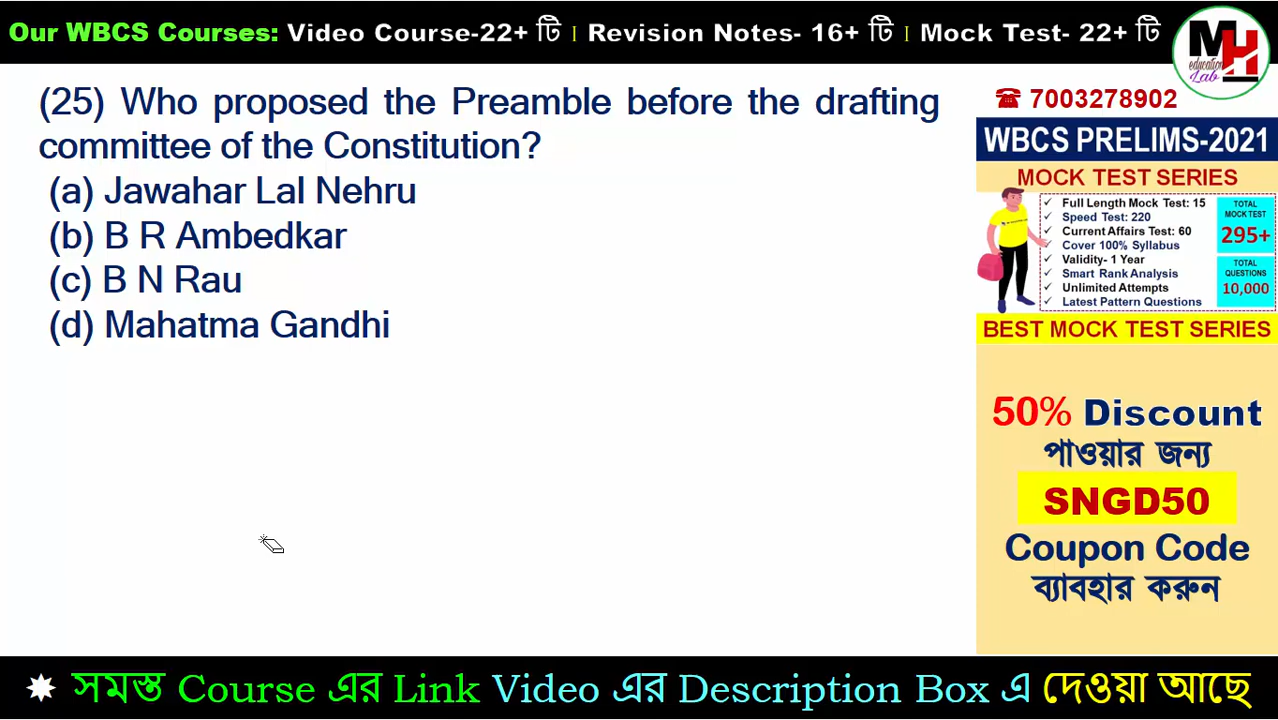 Our WBCS Courses: Video Course-22+ টি । Revision Notes- 16+ টি । Mock Test- 22+ টি
MH
education
Lab
(25) Who proposed the Preamble before the drafting
committee of the Constitution?
(a) Jawahar Lal Nehru
(b) B R Ambedkar
(c) B N Rau
(d) Mahatma Gandhi
☎ 7003278902
WBCS PRELIMS-2021
MOCK TEST SERIES
✓ Full Length Mock Test: 15
✓ Speed Test: 220
✓ Current Affairs Test: 60
✓ Cover 100% Syllabus
✓ Validity- 1 Year
✓ Smart Rank Analysis
✓ Unlimited Attempts
✓ Latest Pattern Questions
TOTAL
MOCK TEST
295+
TOTAL
QUESTIONS
10,000
BEST MOCK TEST SERIES
50% Discount
পাওয়ার জন্য
SNGD50
Coupon Code
ব্যাবহার করুন
✸ সমস্ত Course এর Link Video এর Description Box এ দেওয়া আছে